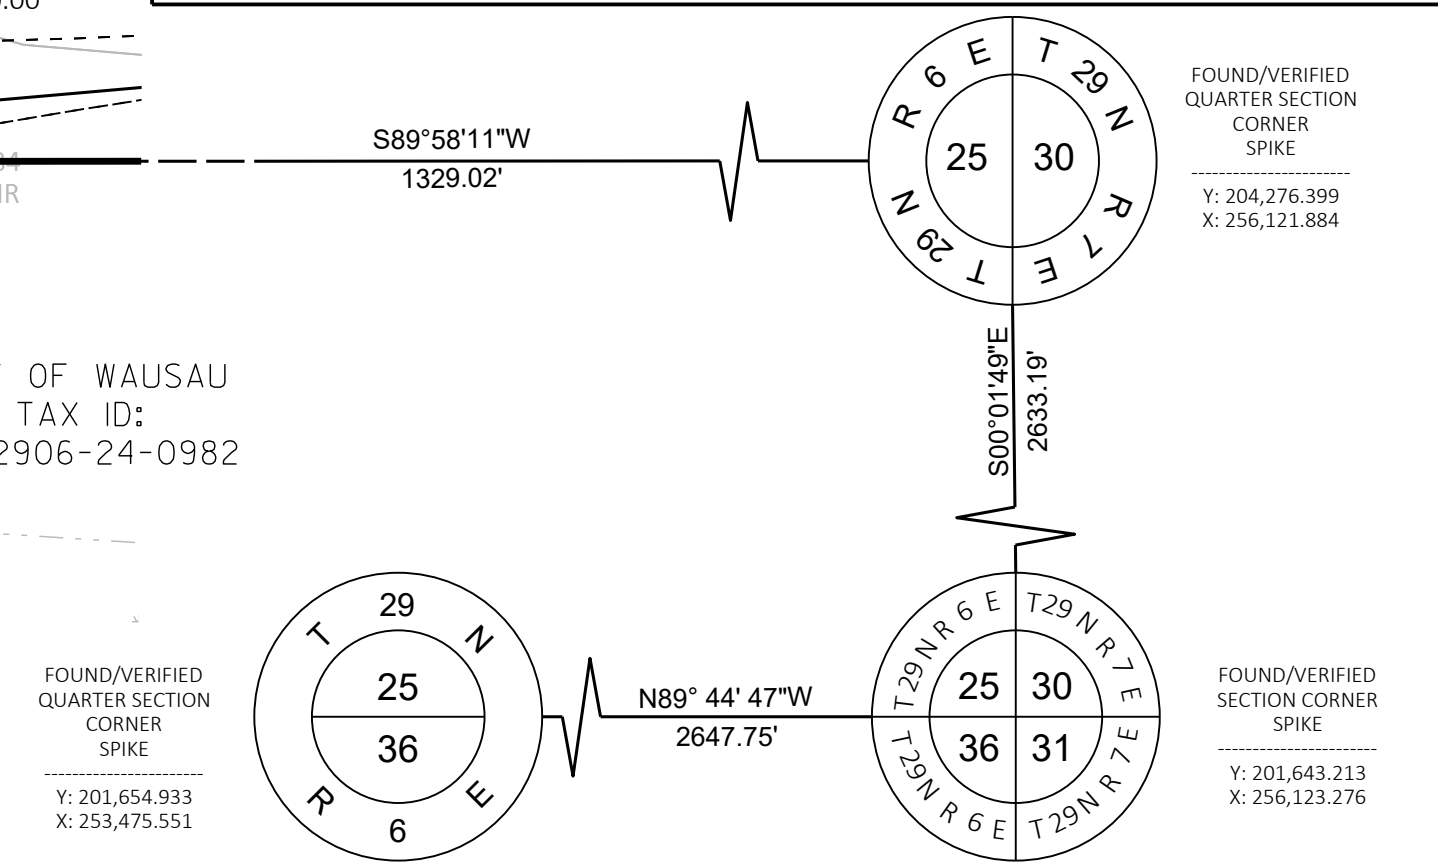 S89°58'11"W
1329.02'
R 6 E
T 29 N
25
30
T 29 N
R 7 E
FOUND/VERIFIED
QUARTER SECTION
CORNER
SPIKE
------------------------
Y: 204,276.399
X: 256,121.884
S00°01'49"E
2633.19'
OF WAUSAU
TAX ID:
2906-24-0982
29
T N
25
36
R E
6
FOUND/VERIFIED
QUARTER SECTION
CORNER
SPIKE
------------------------
Y: 201,654.933
X: 253,475.551
N89° 44' 47"W
2647.75'
T29N R 6 E
T29N R 7 E
25
30
36
31
T29N R 6 E
T29N R 7 E
FOUND/VERIFIED
SECTION CORNER
SPIKE
------------------------
Y: 201,643.213
X: 256,123.276